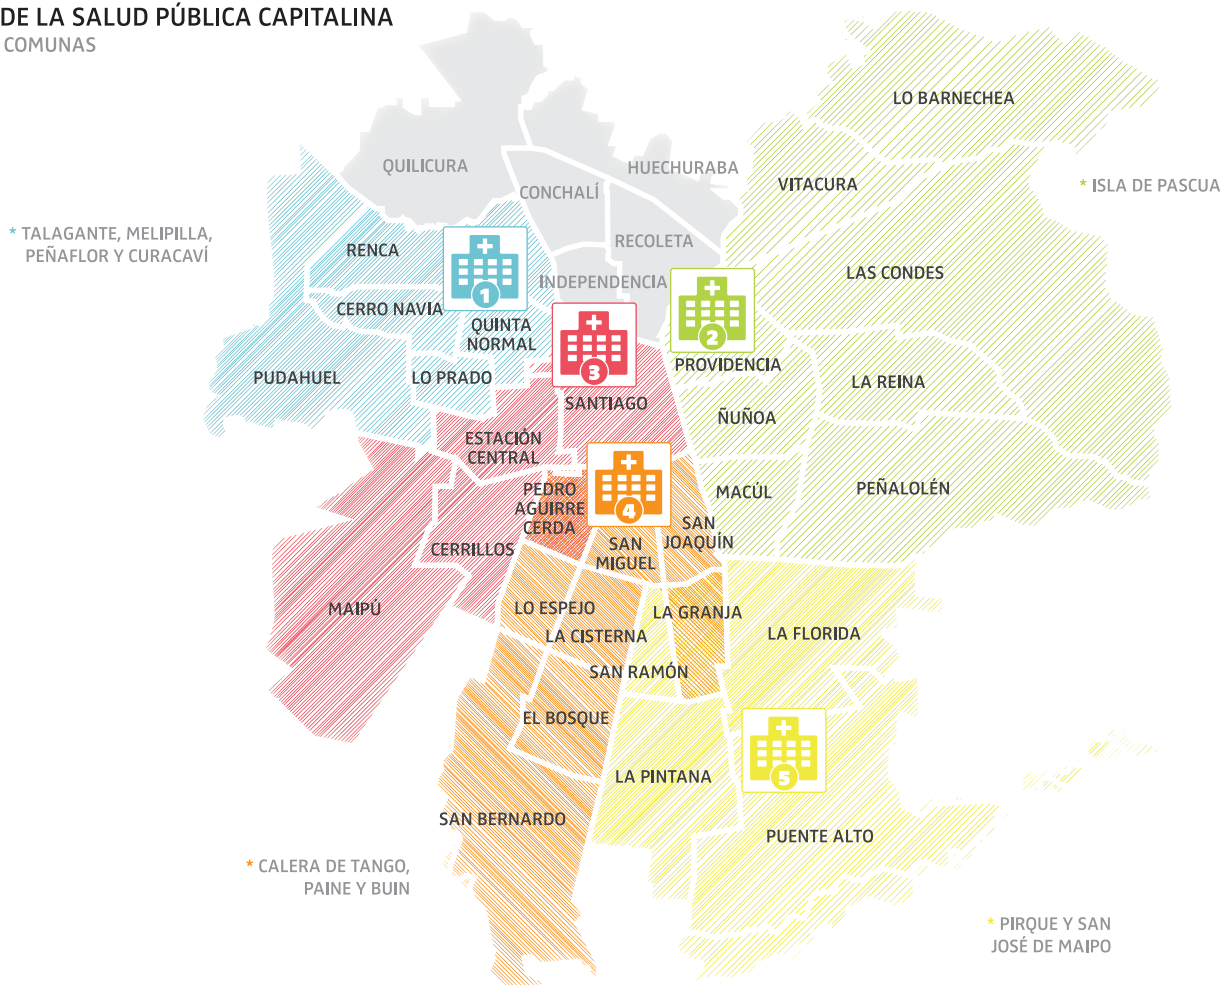 DE LA SALUD PÚBLICA CAPITALINA
COMUNAS
LO BARNECHEA
QUILICURA
HUECHURABA
CONCHALÍ
VITACURA
* ISLA DE PASCUA
* TALAGANTE, MELIPILLA,
PEÑAFLOR Y CURACAVÍ
RENCA
RECOLETA
LAS CONDES
INDEPENDENCIA
1
CERRO NAVIA
QUINTA
NORMAL
2
3
PROVIDENCIA
PUDAHUEL
LO PRADO
LA REINA
SANTIAGO
ÑUÑOA
ESTACIÓN
CENTRAL
PEDRO
AGUIRRE
CERDA
4
MACÚL
PEÑALOLÉN
SAN
JOAQUÍN
CERRILLOS
SAN
MIGUEL
MAIPÚ
LO ESPEJO
LA GRANJA
LA CISTERNA
LA FLORIDA
SAN RAMÓN
EL BOSQUE
LA PINTANA
5
SAN BERNARDO
PUENTE ALTO
* CALERA DE TANGO,
PAINE Y BUIN
* PIRQUE Y SAN
JOSÉ DE MAIPO